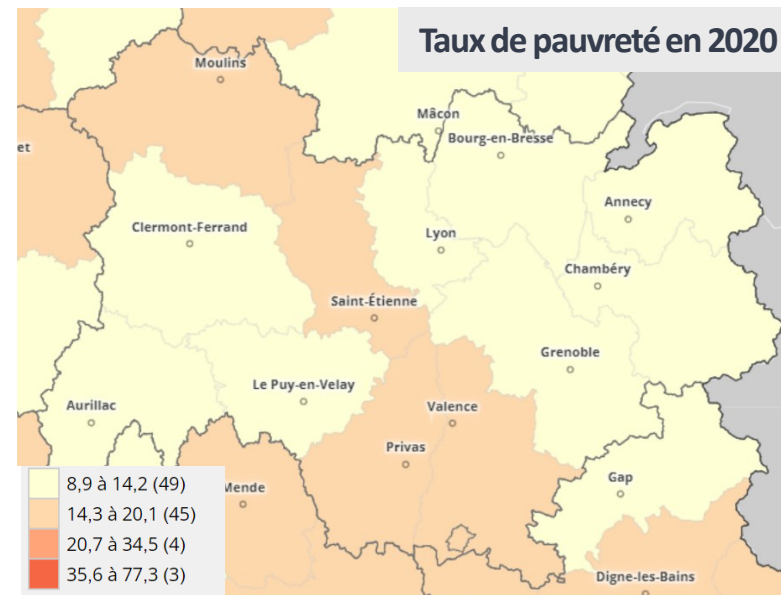 Taux de pauvreté en 2020
Moulins
Mâcon
Bourg-en-Bresse
et
Annecy
Clermont-Ferrand
Lyon
Chambéry
Saint-Étienne
Grenoble
Le Puy-en-Velay
Aurillac
Valence
Privas
Gap
Mende
Digne-les-Bains
8,9 à 14,2 (49)
14,3 à 20,1 (45)
20,7 à 34,5 (4)
35,6 à 77,3 (3)